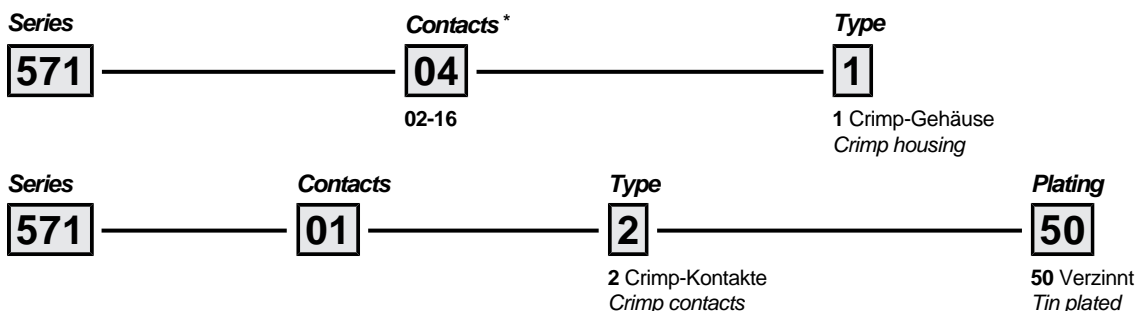 Series Contacts * Type
571 04 1
02-16 1 Crimp-Gehäuse
Crimp housing
Series Contacts Type Plating
571 01 2 50
2 Crimp-Kontakte 50 Verzinnt
Crimp contacts Tin plated